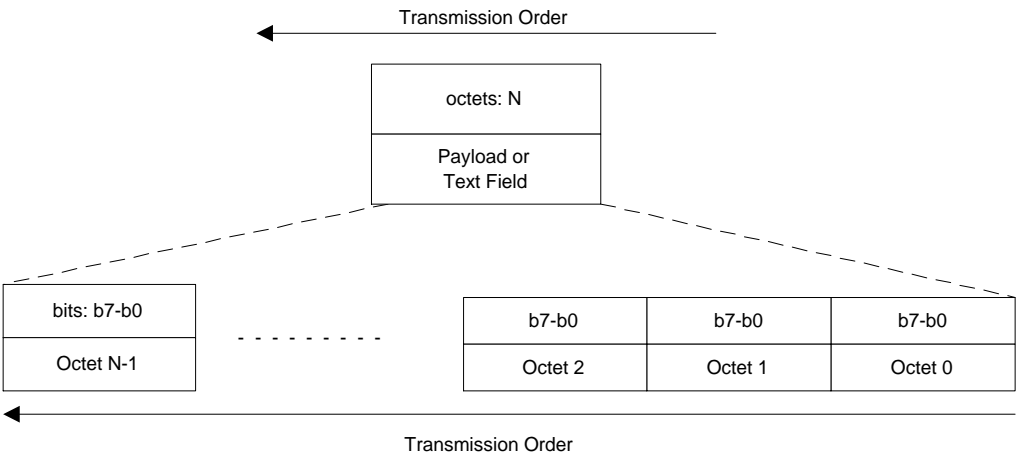 Transmission Order
octets: N
Payload or
Text Field
bits: b7-b0
Octet N-1
- - - - - - - - -
b7-b0
b7-b0
b7-b0
Octet 2
Octet 1
Octet 0
Transmission Order